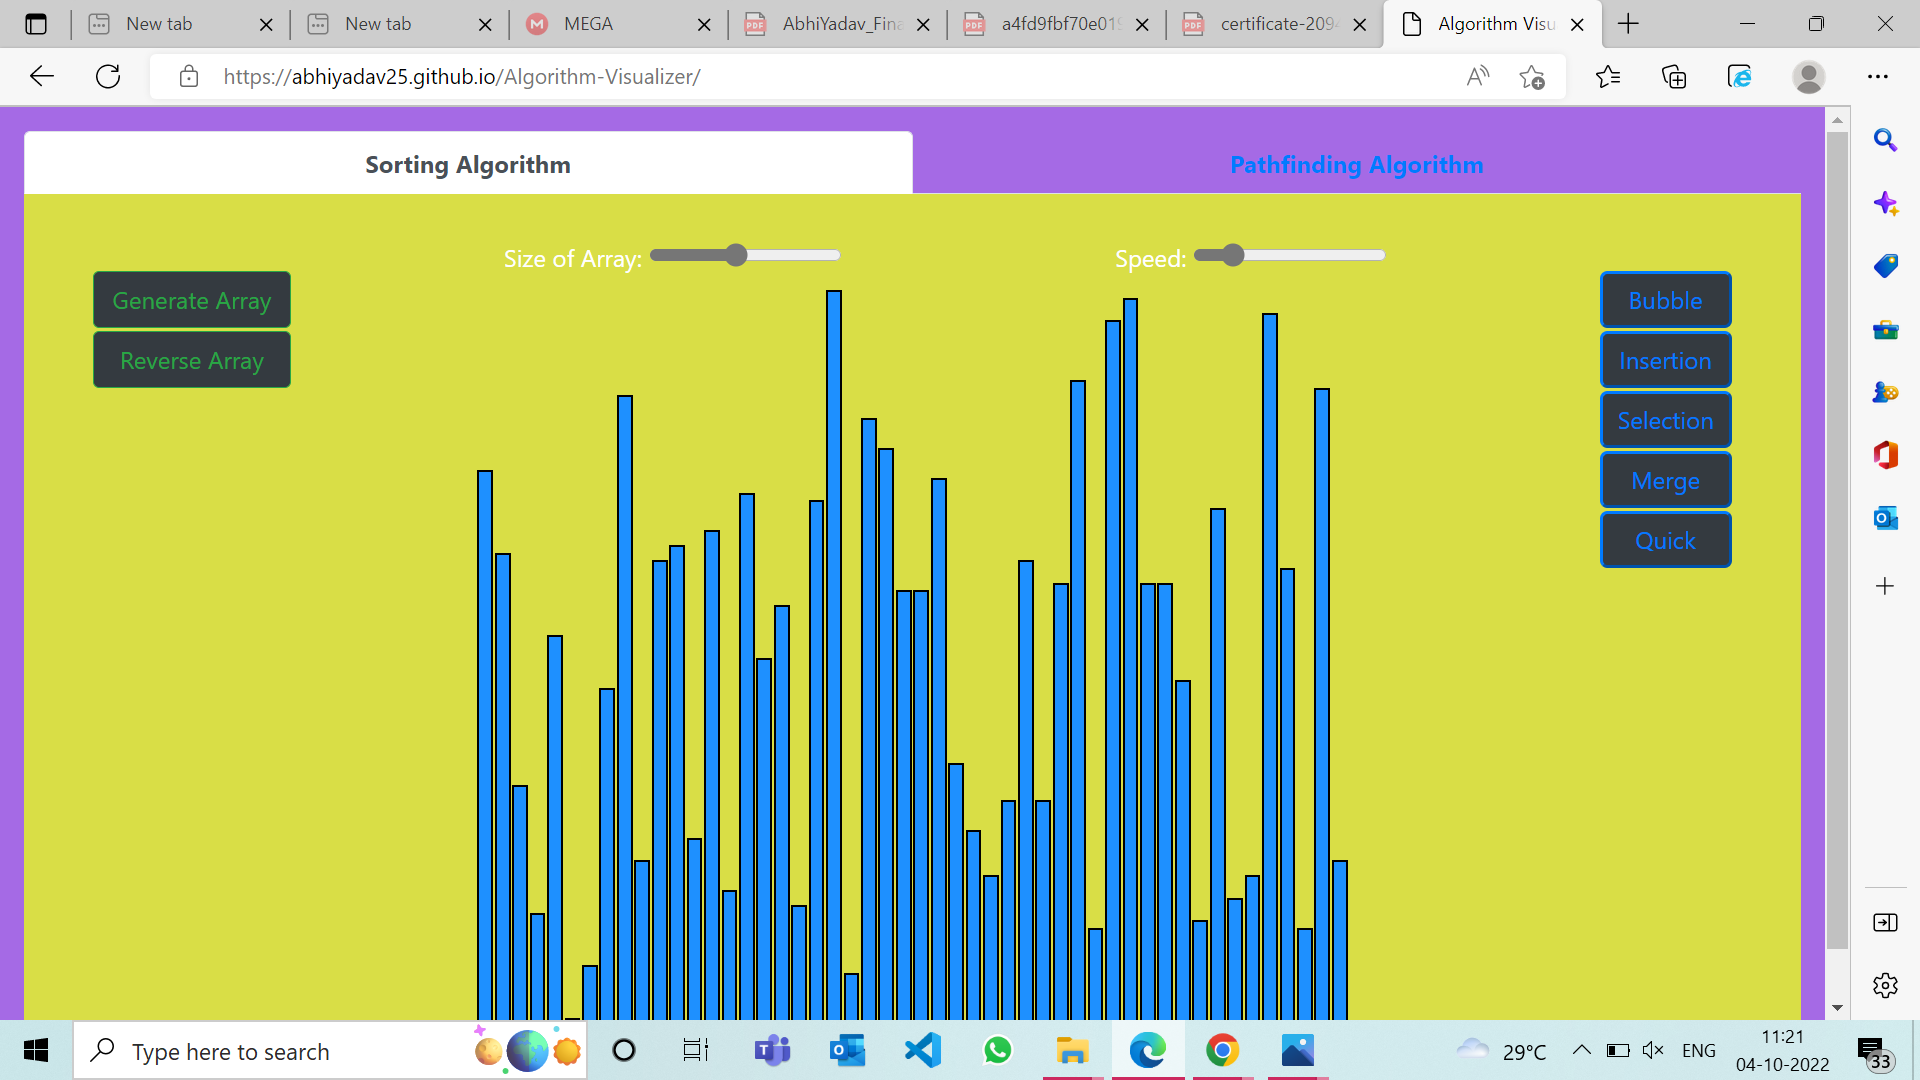 New tab
New tab
MEGA
AbhiYadav_Fina
a4fd9fbf70e019
certificate-2094
Algorithm Visu
https://abhiyadav25.github.io/Algorithm-Visualizer/
Sorting Algorithm
Pathfinding Algorithm
Size of Array:
Speed:
Generate Array
Reverse Array
Bubble
Insertion
Selection
Merge
Quick
Type here to search
29°C
ENG
11:21
04-10-2022
33